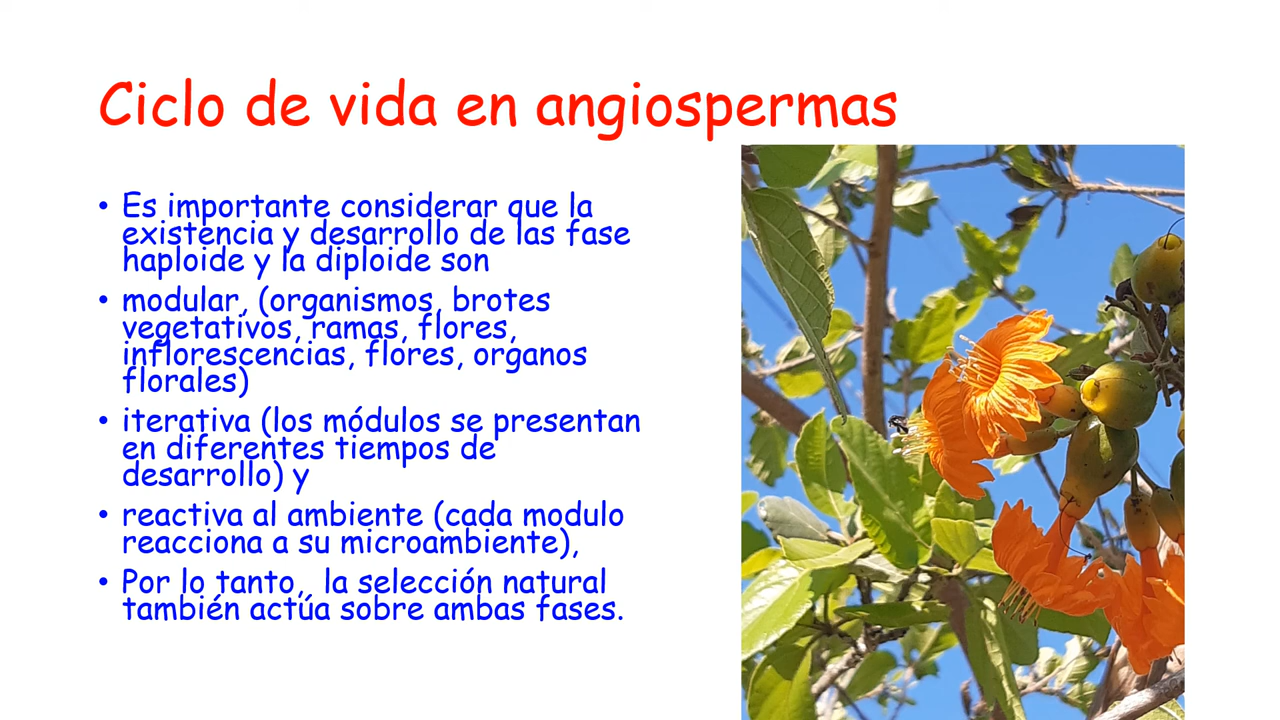 Ciclo de vida en angiospermas
• Es importante considerar que la
existencia y desarrollo de las fase
haploide y la diploide son
• modular, (organismos, brotes
vegetativos, ramas, flores,
inflorescencias, flores, organos
florales)
• iterativa (los módulos se presentan
en diferentes tiempos de
desarrollo) y
• reactiva al ambiente (cada modulo
reacciona a su microambiente),
• Por lo tanto,  la selección natural
también actúa sobre ambas fases.